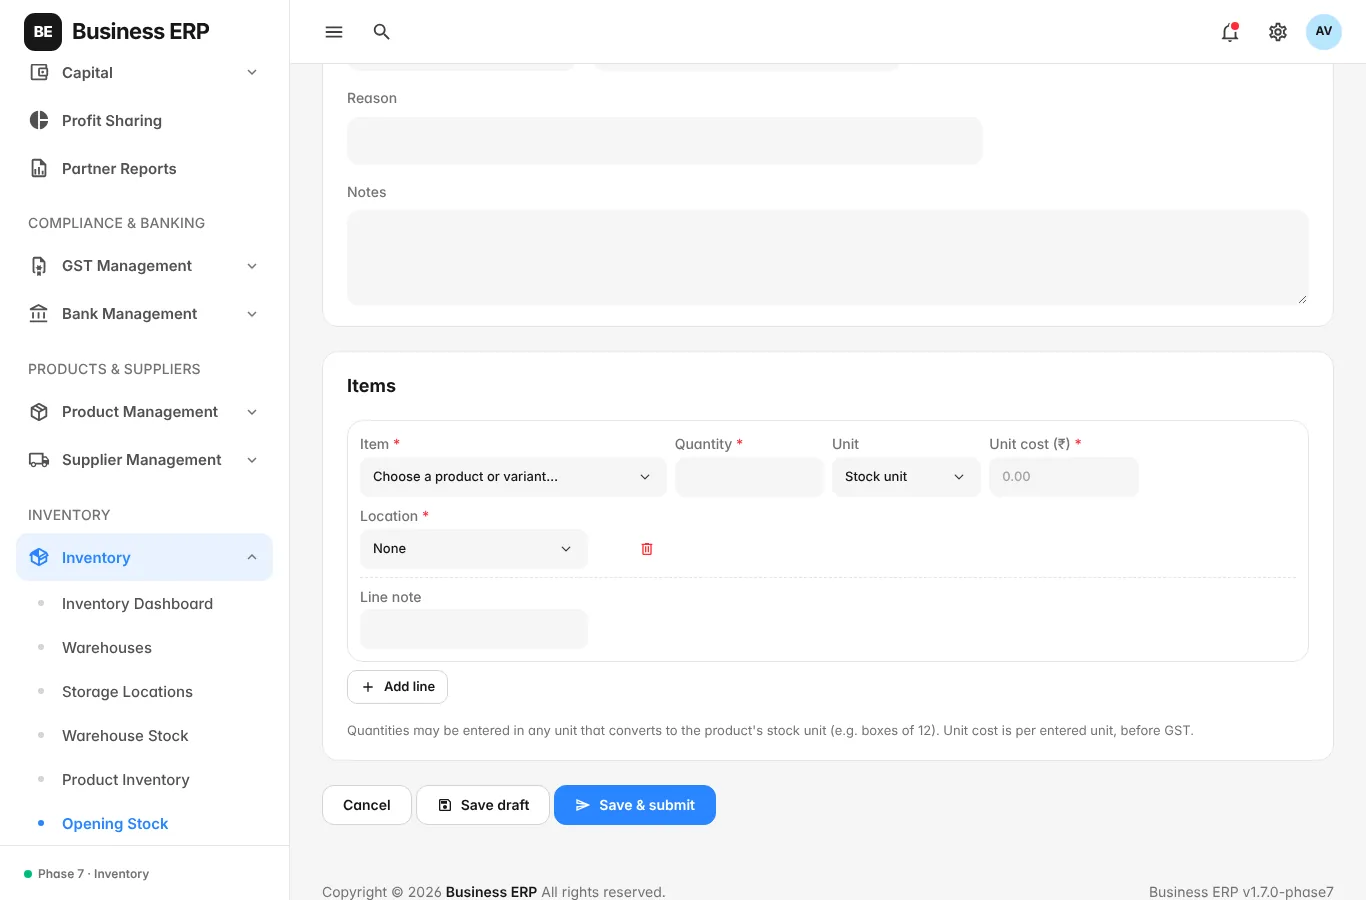 BE Business ERP
AV
Capital
Profit Sharing
Partner Reports
COMPLIANCE & BANKING
GST Management
Bank Management
PRODUCTS & SUPPLIERS
Product Management
Supplier Management
INVENTORY
Inventory
Inventory Dashboard
Warehouses
Storage Locations
Warehouse Stock
Product Inventory
Opening Stock
Phase 7 · Inventory
Reason
Notes
Items
Item * Quantity * Unit Unit cost (₹) *
Choose a product or variant... Stock unit 0.00
Location *
None
Line note
Add line
Quantities may be entered in any unit that converts to the product's stock unit (e.g. boxes of 12). Unit cost is per entered unit, before GST.
Cancel Save draft Save & submit
Copyright © 2026 Business ERP All rights reserved. Business ERP v1.7.0-phase7